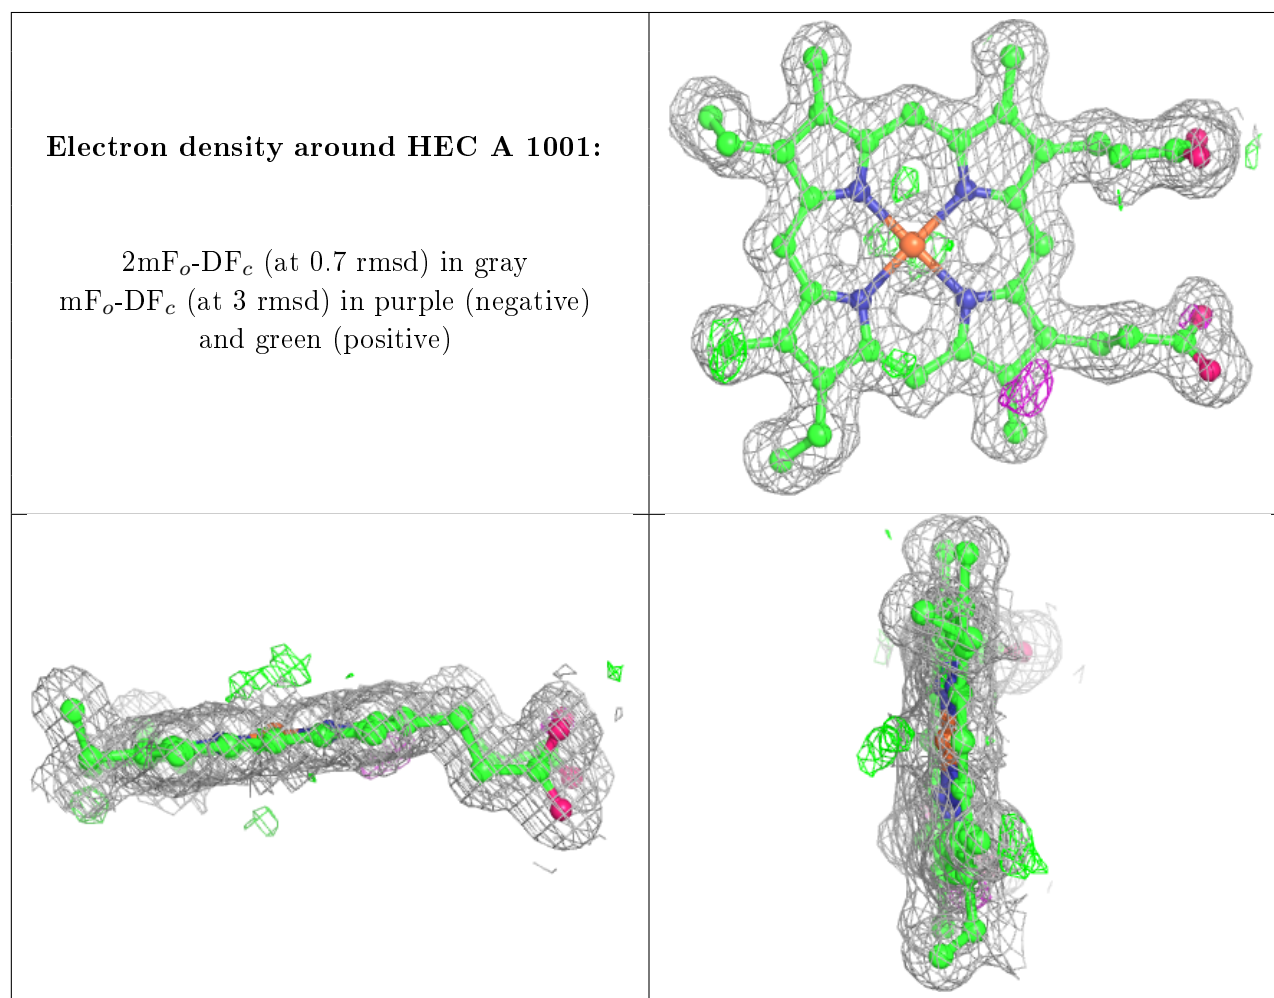 Electron density around HEC A 1001:
2mFo-DFc (at 0.7 rmsd) in gray
mFo-DFc (at 3 rmsd) in purple (negative)
and green (positive)